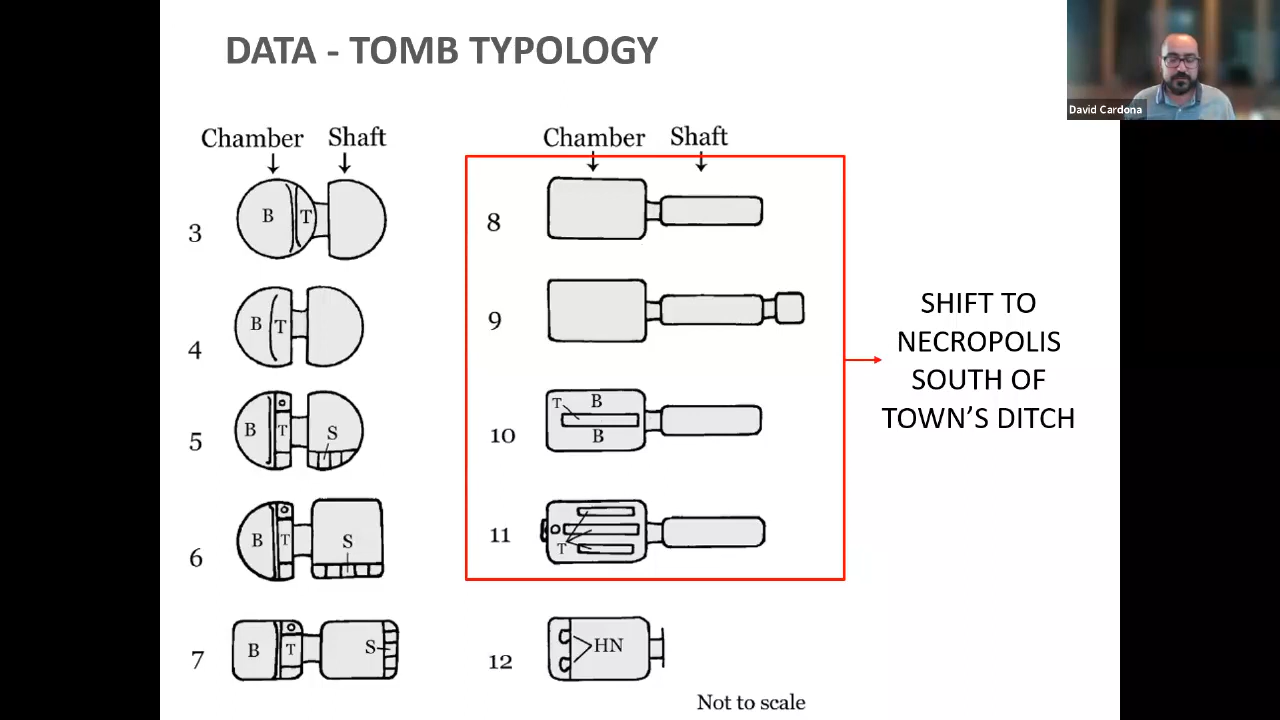 DATA - TOMB TYPOLOGY
David Cardona
Chamber Shaft
3
B T
4
B T
5
B T S
6
B T S
7
B T S
Chamber Shaft
8
9
10
T B
B
11
T
12
HN
Not to scale
SHIFT TO
NECROPOLIS
SOUTH OF
TOWN'S DITCH